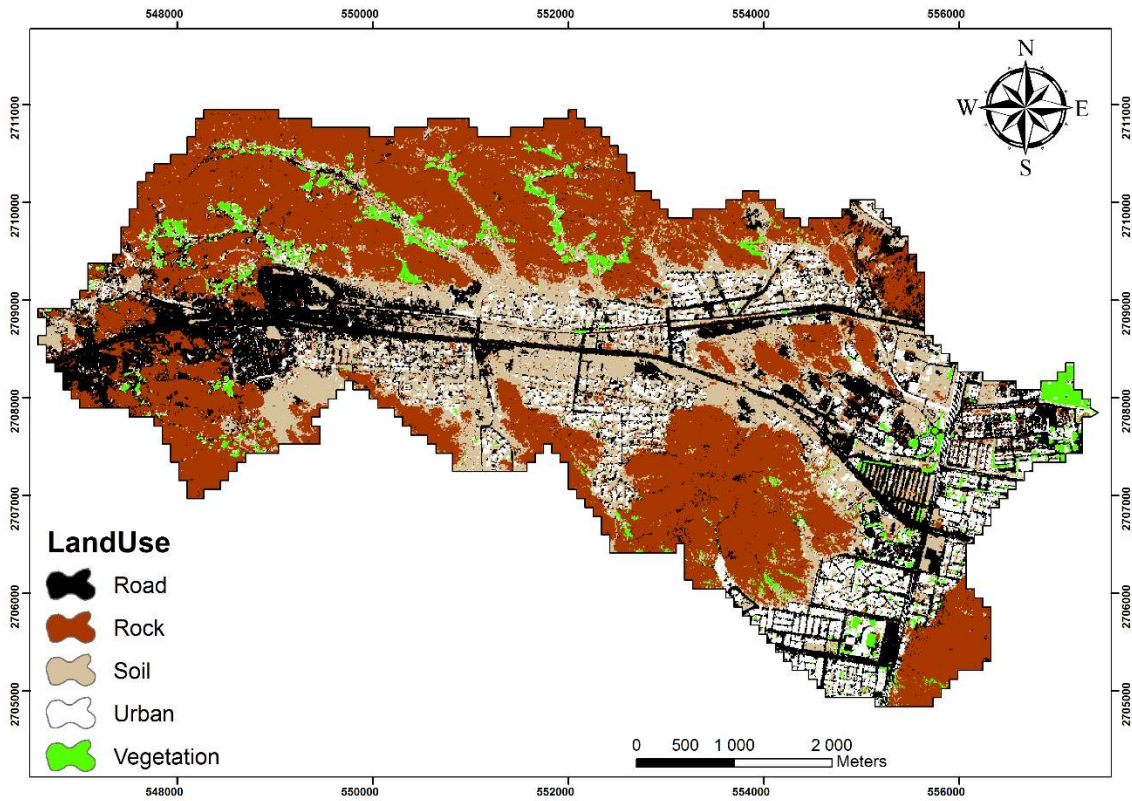 548000 550000 552000 554000 556000
N
W E
S
2711000 2711000
2710000 2710000
2709000 2709000
2708000 2708000
2707000 2707000
2706000 2706000
2705000 2705000
LandUse
Road
Rock
Soil
Urban
Vegetation
0 500 1 000 2 000
Meters
548000 550000 552000 554000 556000